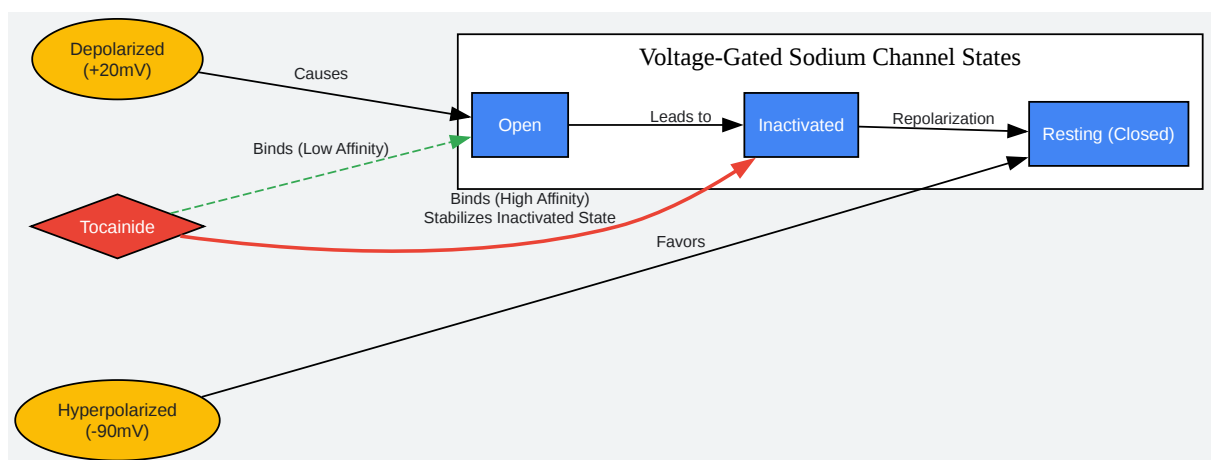 Depolarized
(+20mV)
Causes
Voltage-Gated Sodium Channel States
Open
Leads to
Inactivated
Repolarization
Resting (Closed)
Binds (Low Affinity)
Tocainide
Binds (High Affinity)
Stabilizes Inactivated State
Favors
Hyperpolarized
(-90mV)